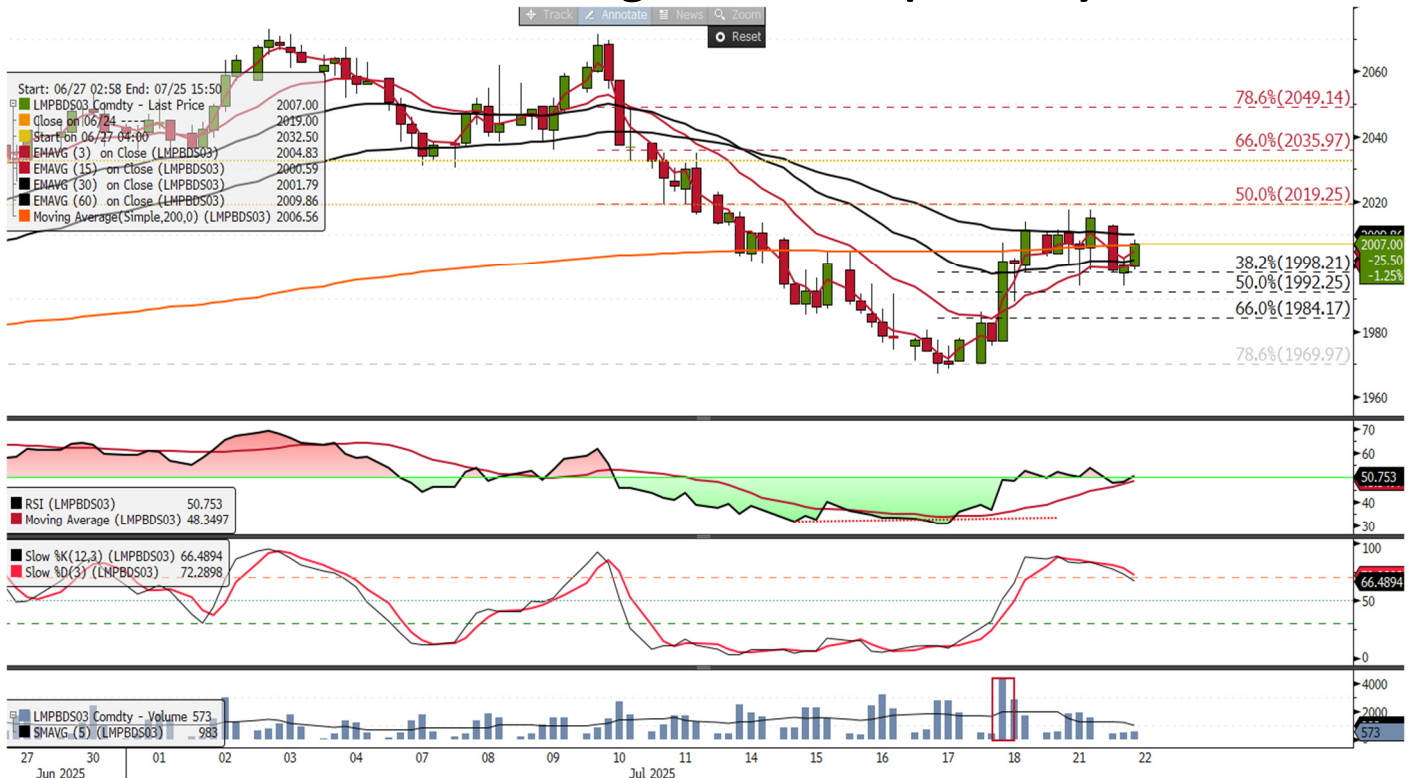 Track Annotate News Zoom
Reset
Start: 06/27 02:58 End: 07/25 15:50
LMPBDS03 Comdty - Last Price 2007.00
Close on 06/24 ---- 2019.00
Start on 06/27 04:00 2032.50
EMAVG (3) on Close (LMPBDS03) 2004.83
EMAVG (15) on Close (LMPBDS03) 2000.59
EMAVG (30) on Close (LMPBDS03) 2001.79
EMAVG (60) on Close (LMPBDS03) 2009.86
Moving Average(Simple,200,0) (LMPBDS03) 2006.56
78.6%(2049.14)
66.0%(2035.97)
50.0%(2019.25)
38.2%(1998.21)
50.0%(1992.25)
66.0%(1984.17)
78.6%(1969.97)
2060
2040
2020
2007.00
-25.50
-1.25%
1980
1960
RSI (LMPBDS03) 50.753
Moving Average (LMPBDS03) 48.3497
70
60
50.753
40
30
Slow %K(12,3) (LMPBDS03) 66.4894
Slow %D(3) (LMPBDS03) 72.2898
100
66.4894
50
0
LMPBDS03 Comdty - Volume 573
SMAVG (5) (LMPBDS03) 983
4000
2000
573
27 30 01 02 03 04 07 08 09 10 11 14 15 16 17 18 21 22
Jun 2025 Jul 2025